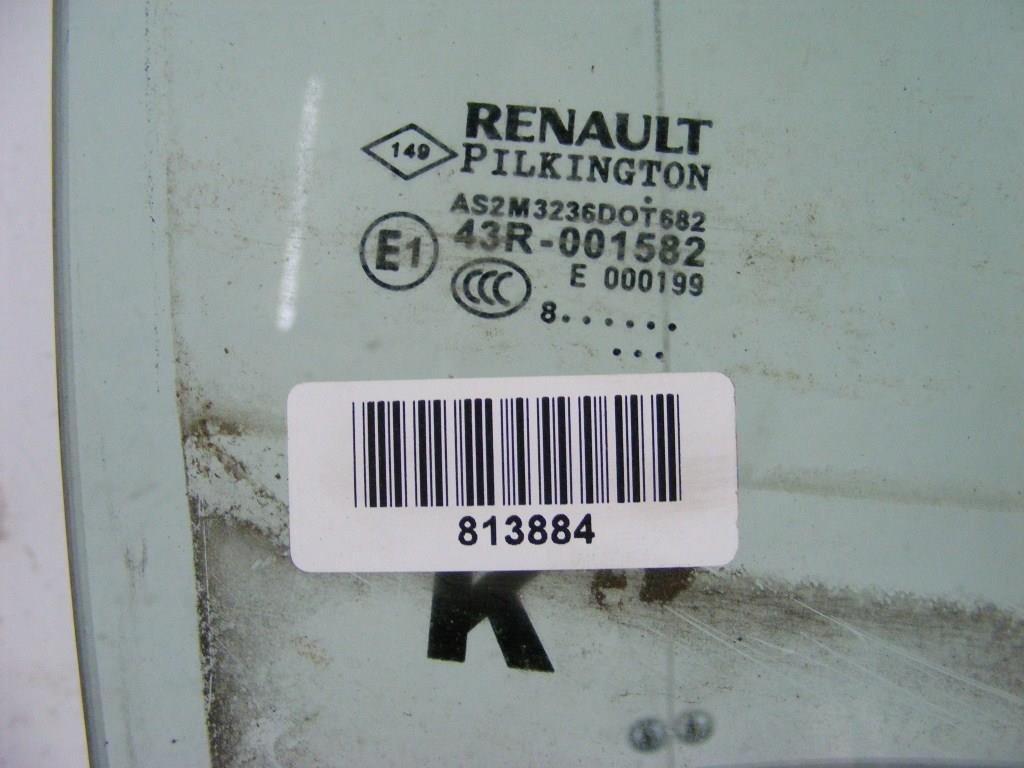 RENAULT
149 PILKINGTON
AS2M3236DOT682
E1 43R-001582
CCC E 000199
8......
...
813884
K